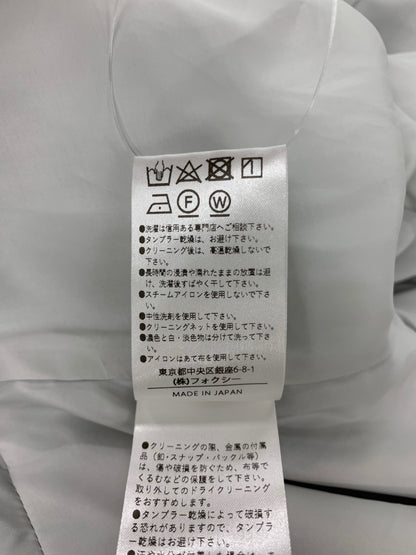 F W
●洗濯は信用ある専門店へご相談下さい。
●タンブラー乾燥は、お避け下さい。
●クリーニング後は、高温乾燥しないで
下さい。
●長時間の浸漬や濡れたままの放置は避
け、洗濯後すばやく干して下さい。
●スチームアイロンを使用しないで下さ
い。
●中性洗剤を使用して下さい。
●クリーニングネットを使用して下さい。
●濃色と白・淡色物は分けて洗って下さ
い。
●アイロンはあて布を使用して下さい。
東京都中央区銀座6-8-1
(株)フォクシー
MADE IN JAPAN
●クリーニングの際、金属の付属
品(釦・スナップ・バックル等)
は、傷や破損を防ぐため、布等で
くるむなどの保護をして下さい。
取り外してのドライクリーニング
をおすすめします。
●タンブラー乾燥によって破損す
る恐れがありますので、タンブラ
ー乾燥はお避け下さい。